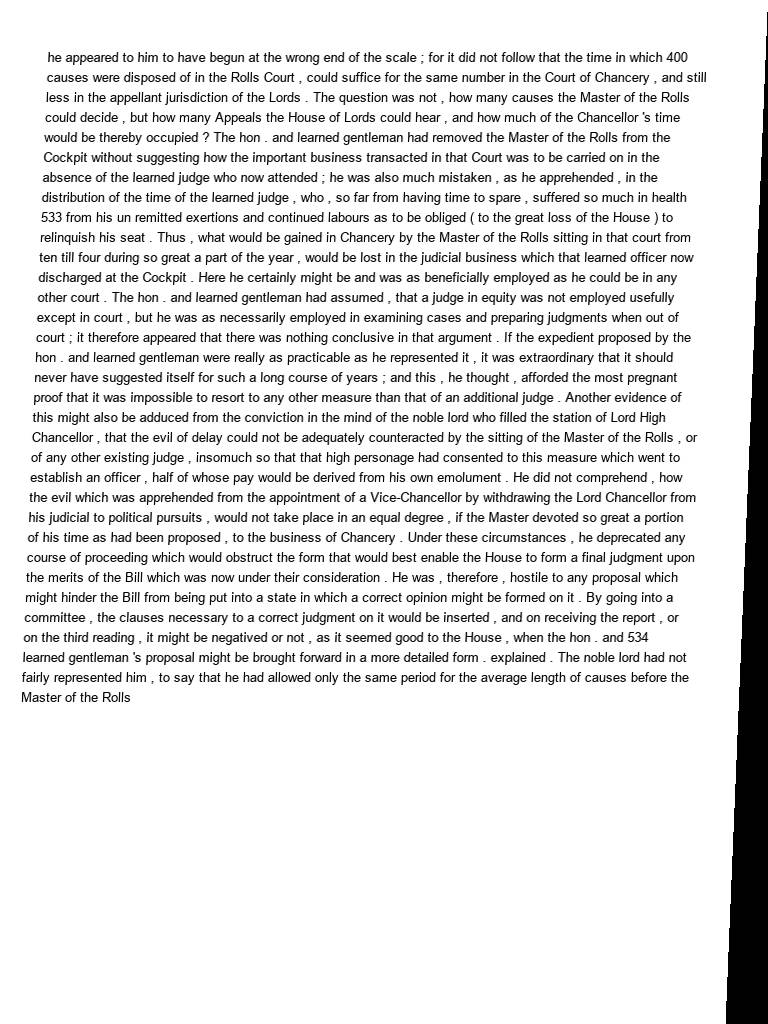 he appeared to him to have begun at the wrong end of the scale ; for it did not follow that the time in which 400
causes were disposed of in the Rolls Court , could suffice for the same number in the Court of Chancery , and still
less in the appellant jurisdiction of the Lords . The question was not , how many causes the Master of the Rolls
could decide , but how many Appeals the House of Lords could hear , and how much of the Chancellor 's time
would be thereby occupied ? The hon . and learned gentleman had removed the Master of the Rolls from the
Cockpit without suggesting how the important business transacted in that Court was to be carried on in the
absence of the learned judge who now attended ; he was also much mistaken , as he apprehended , in the
distribution of the time of the learned judge , who , so far from having time to spare , suffered so much in health
533 from his un remitted exertions and continued labours as to be obliged ( to the great loss of the House ) to
relinquish his seat . Thus , what would be gained in Chancery by the Master of the Rolls sitting in that court from
ten till four during so great a part of the year , would be lost in the judicial business which that learned officer now
discharged at the Cockpit . Here he certainly might be and was as beneficially employed as he could be in any
other court . The hon . and learned gentleman had assumed , that a judge in equity was not employed usefully
except in court , but he was as necessarily employed in examining cases and preparing judgments when out of
court ; it therefore appeared that there was nothing conclusive in that argument . If the expedient proposed by the
hon . and learned gentleman were really as practicable as he represented it , it was extraordinary that it should
never have suggested itself for such a long course of years ; and this , he thought , afforded the most pregnant
proof that it was impossible to resort to any other measure than that of an additional judge . Another evidence of
this might also be adduced from the conviction in the mind of the noble lord who filled the station of Lord High
Chancellor , that the evil of delay could not be adequately counteracted by the sitting of the Master of the Rolls , or
of any other existing judge , insomuch so that that high personage had consented to this measure which went to
establish an officer , half of whose pay would be derived from his own emolument . He did not comprehend , how
the evil which was apprehended from the appointment of a Vice-Chancellor by withdrawing the Lord Chancellor from
his judicial to political pursuits , would not take place in an equal degree , if the Master devoted so great a portion
of his time as had been proposed , to the business of Chancery . Under these circumstances , he deprecated any
course of proceeding which would obstruct the form that would best enable the House to form a final judgment upon
the merits of the Bill which was now under their consideration . He was , therefore , hostile to any proposal which
might hinder the Bill from being put into a state in which a correct opinion might be formed on it . By going into a
committee , the clauses necessary to a correct judgment on it would be inserted , and on receiving the report , or
on the third reading , it might be negatived or not , as it seemed good to the House , when the hon . and 534
learned gentleman 's proposal might be brought forward in a more detailed form . explained . The noble lord had not
fairly represented him , to say that he had allowed only the same period for the average length of causes before the
Master of the Rolls